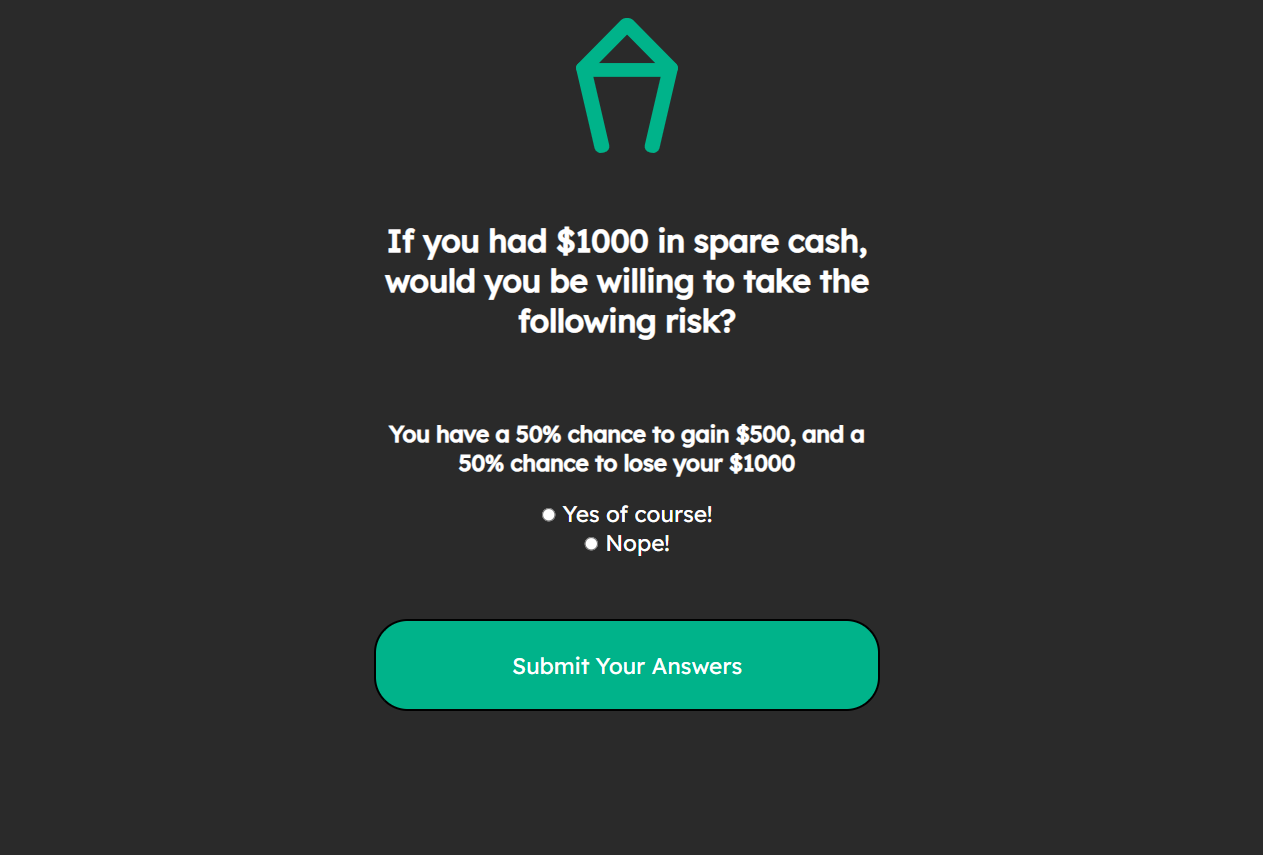 If you had $1000 in spare cash,
would you be willing to take the
following risk?
You have a 50% chance to gain $500, and a
50% chance to lose your $1000
Yes of course!
Nope!
Submit Your Answers